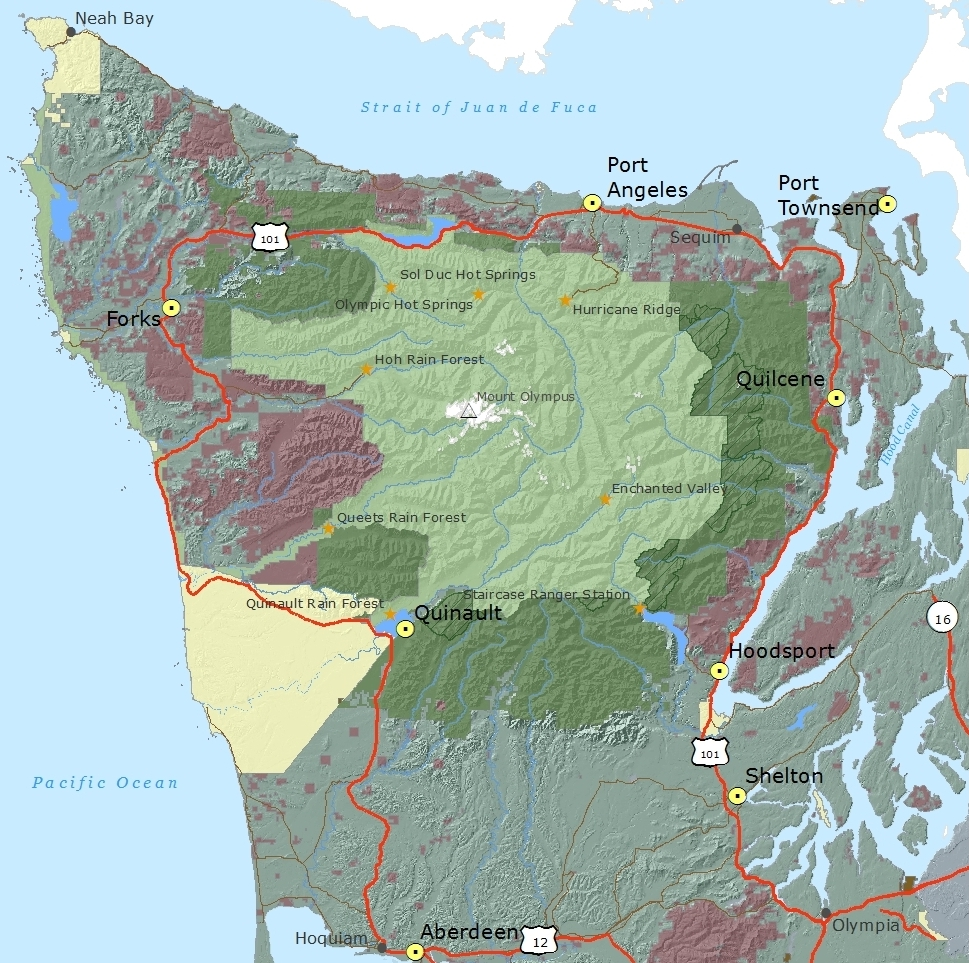 Neah Bay
Strait of Juan de Fuca
Port
Angeles
Port
Townsend
Sequim
101
Sol Duc Hot Springs
Olympic Hot Springs
Hurricane Ridge
Forks
Hoh Rain Forest
Mount Olympus
Quilcene
Hood Canal
Enchanted Valley
Queets Rain Forest
Staircase Ranger Station
Quinault Rain Forest
Quinault
16
Hoodsport
101
Pacific Ocean
Shelton
Olympia
Hoquiam
Aberdeen
12